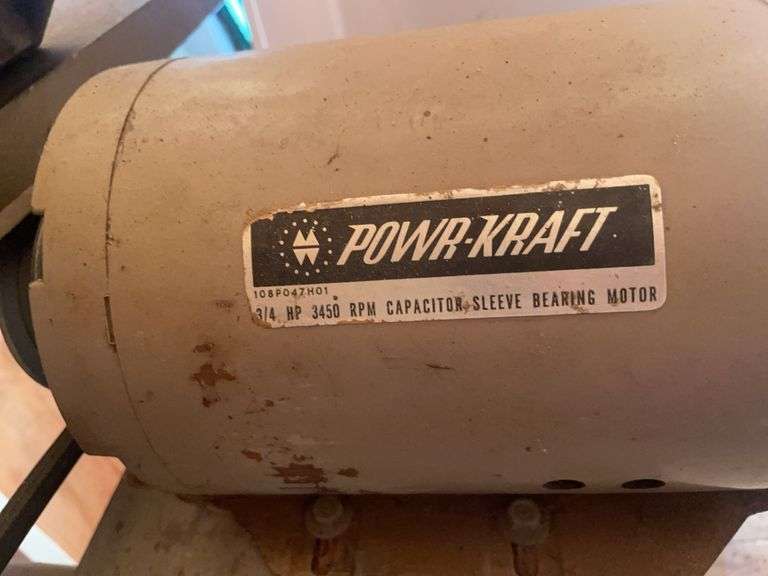 POWR-KRAFT
108P047H01
3/4 HP 3450 RPM CAPACITOR SLEEVE BEARING MOTOR